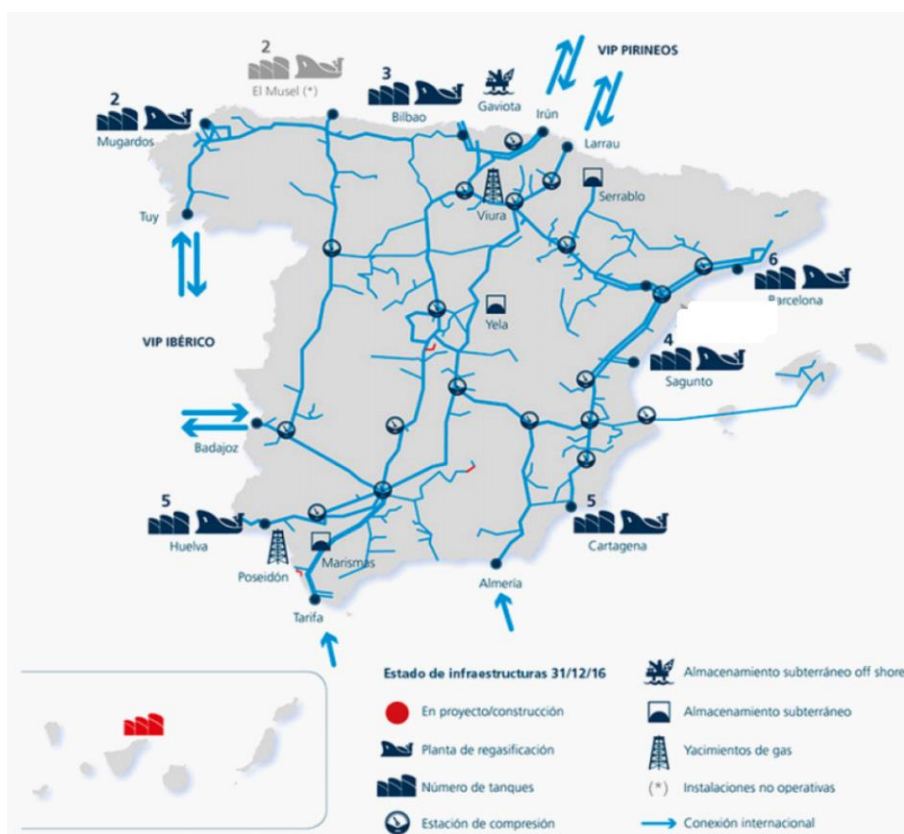 VIP PIRINEOS
2
El Musel (*)
3
Bilbao
Gaviota
Irún
Larrau
2
Mugardos
Viura
Serrablo
Tuy
6
Barcelona
Yela
VIP IBÉRICO
4
Sagunto
Badajoz
5
Huelva
5
Cartagena
Poseidón
Marismas
Almería
Tarifa
Estado de infraestructuras 31/12/16
En proyecto/construcción
Planta de regasificación
Número de tanques
Estación de compresión
Almacenamiento subterráneo off shore
Almacenamiento subterráneo
Yacimientos de gas
(*) Instalaciones no operativas
Conexión internacional